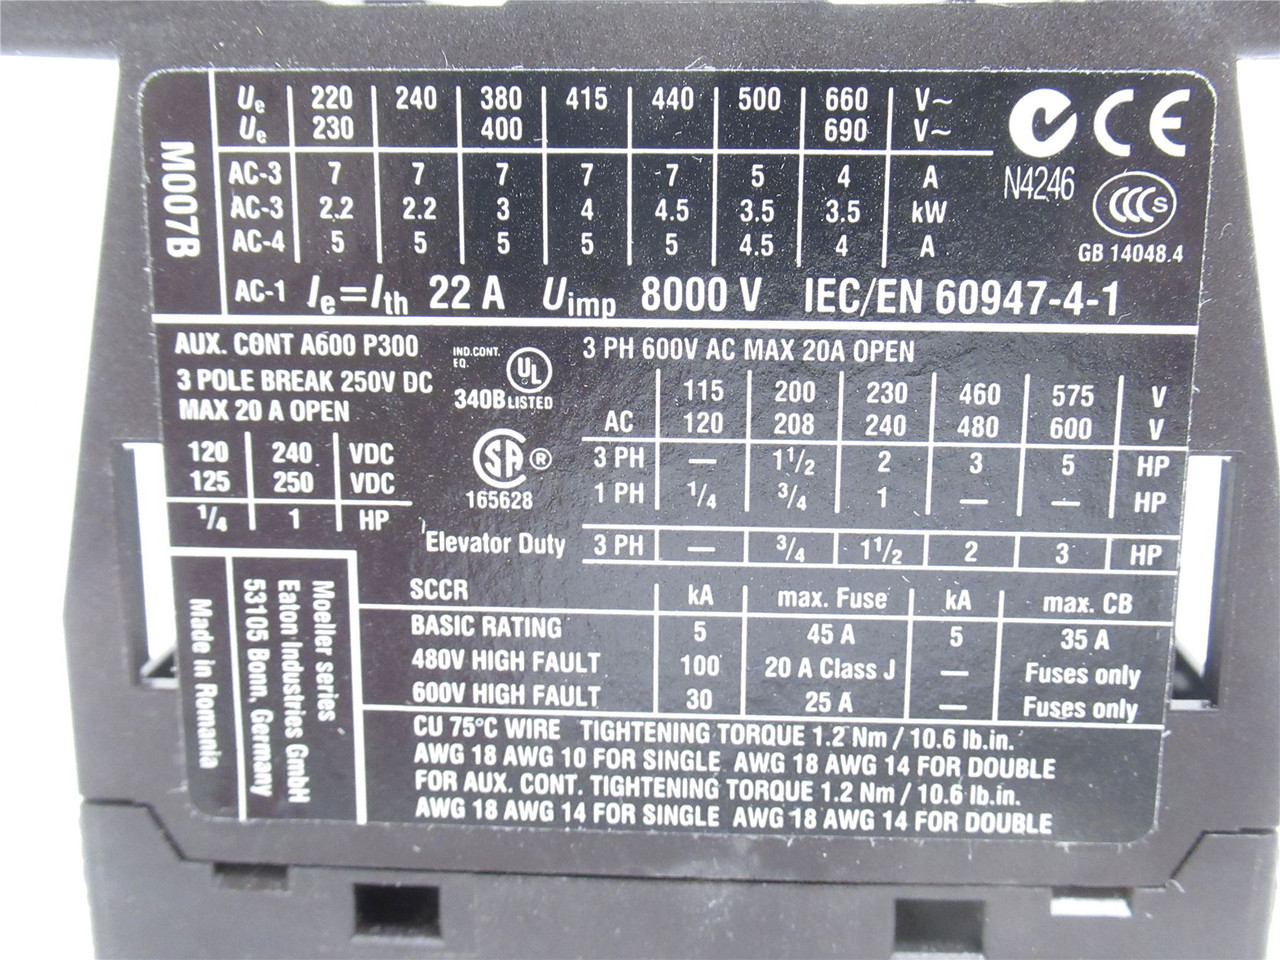 M007B
Ue 220 240 380 415 440 500 660 V~
Ue 230 400 690 V~
AC-3 7 7 7 7 7 5 4 A
AC-3 2.2 2.2 3 4 4.5 3.5 3.5 kW
AC-4 5 5 5 5 5 4.5 4 A
AC-1 Ie=Ith 22 A Uimp 8000 V IEC/EN 60947-4-1
N4246
CE
CCC S
GB 14048.4
AUX. CONT A600 P300
3 POLE BREAK 250V DC
MAX 20 A OPEN
120 240 VDC
125 250 VDC
1/4 1 HP
IND.CONT.
EQ.
UL
340B LISTED
SA ®
165628
3 PH 600V AC MAX 20A OPEN
115 200 230 460 575 V
AC 120 208 240 480 600 V
3 PH — 1 1/2 2 3 5 HP
1 PH 1/4 3/4 1 — — HP
Elevator Duty 3 PH — 3/4 1 1/2 2 3 HP
SCCR kA max. Fuse kA max. CB
BASIC RATING 5 45 A 5 35 A
480V HIGH FAULT 100 20 A Class J — Fuses only
600V HIGH FAULT 30 25 A — Fuses only
CU 75°C WIRE TIGHTENING TORQUE 1.2 Nm / 10.6 lb.in.
AWG 18 AWG 10 FOR SINGLE AWG 18 AWG 14 FOR DOUBLE
FOR AUX. CONT. TIGHTENING TORQUE 1.2 Nm / 10.6 lb.in.
AWG 18 AWG 14 FOR SINGLE AWG 18 AWG 14 FOR DOUBLE
Moeller series
Eaton Industries GmbH
53105 Bonn, Germany
Made in Romania